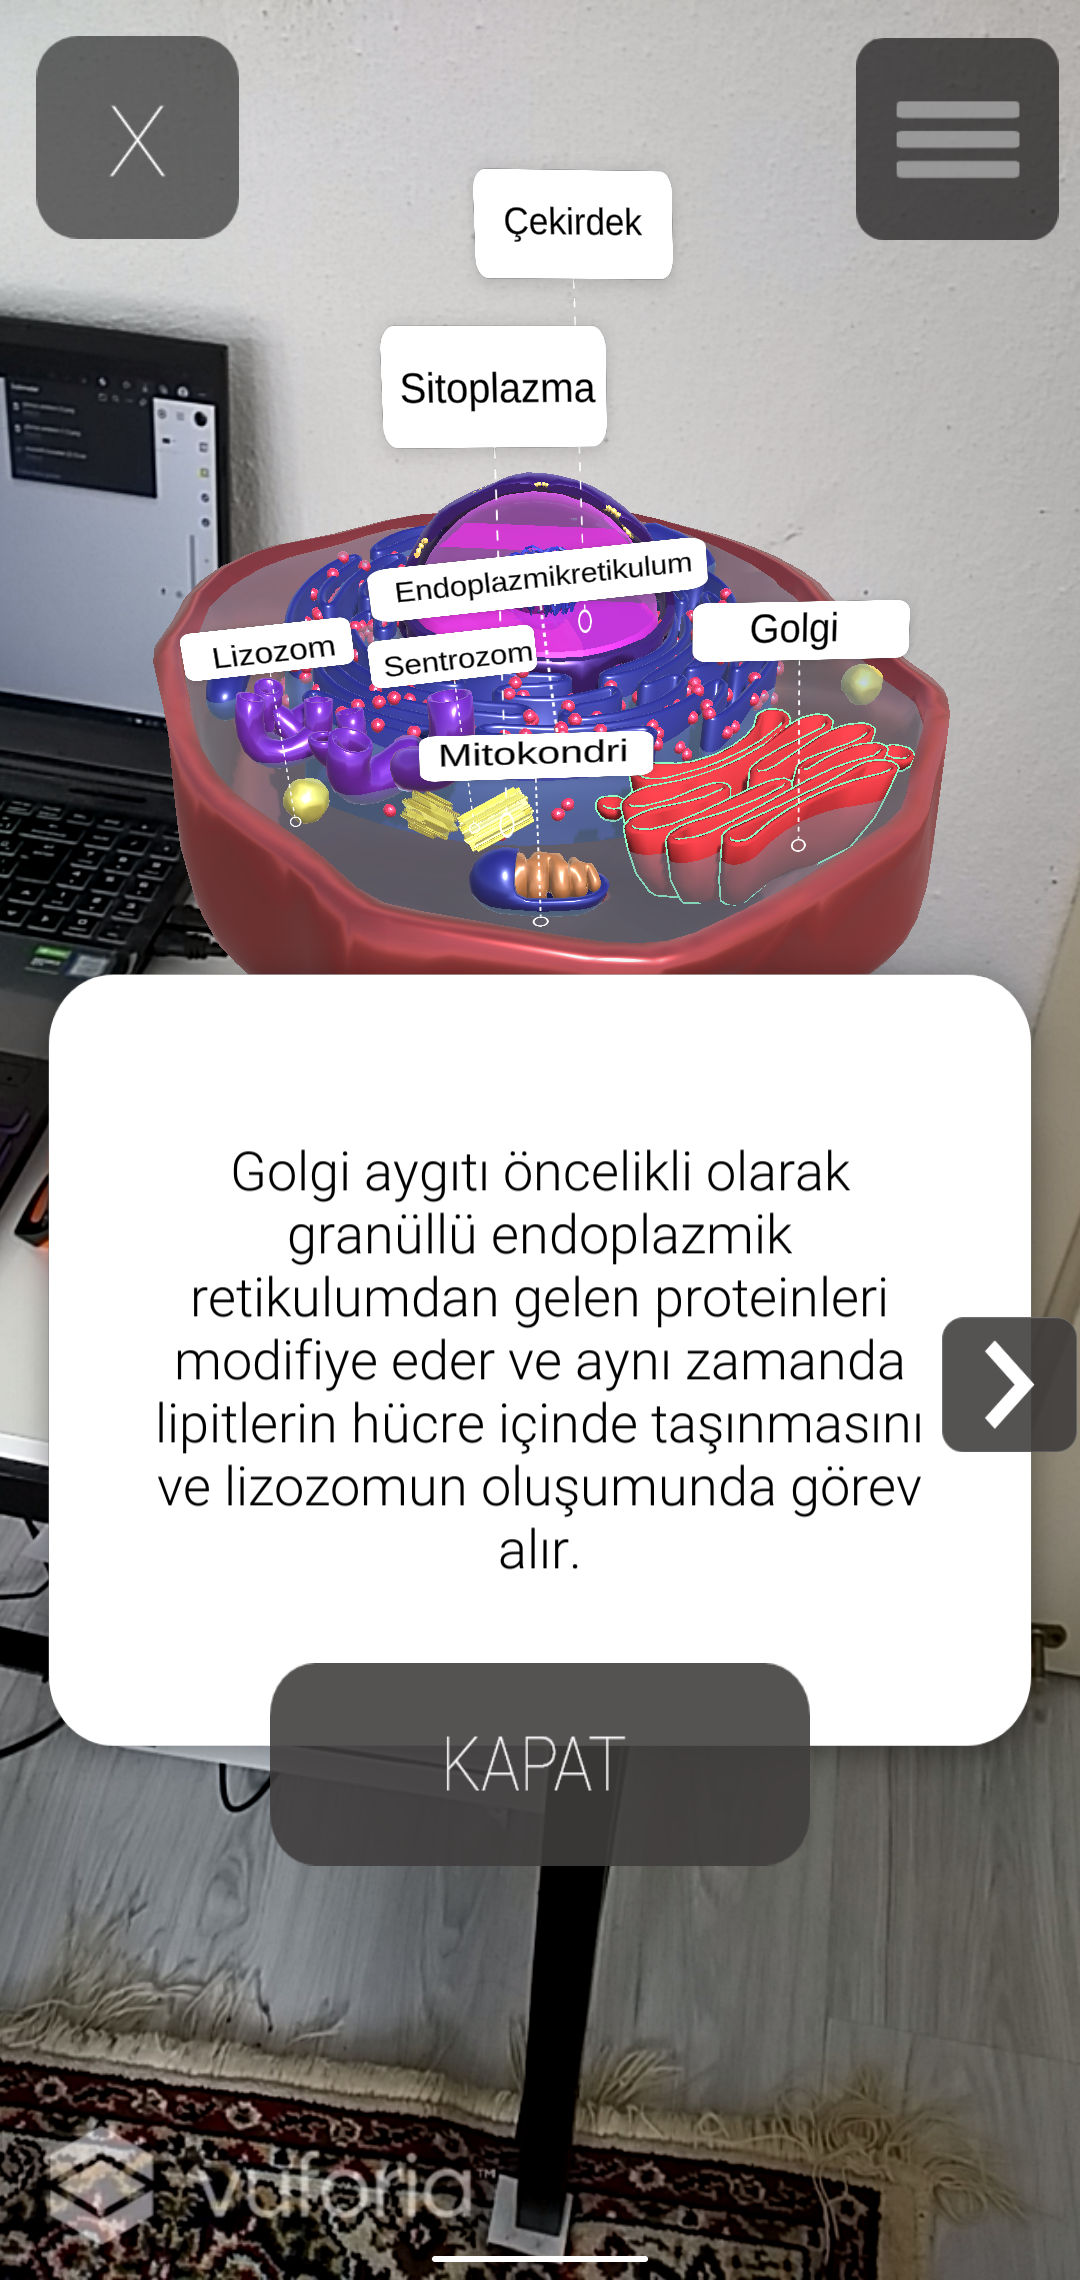 X
Çekirdek
Sitoplazma
Endoplazmikretikulum
Golgi
Lizozom
Sentrozom
Mitokondri
Golgi aygıtı öncelikli olarak
granüllü endoplazmik
retikulumdan gelen proteinleri
modifiye eder ve aynı zamanda
lipitlerin hücre içinde taşınmasını
ve lizozomun oluşumunda görev
alır.
KAPAT
vuforia™